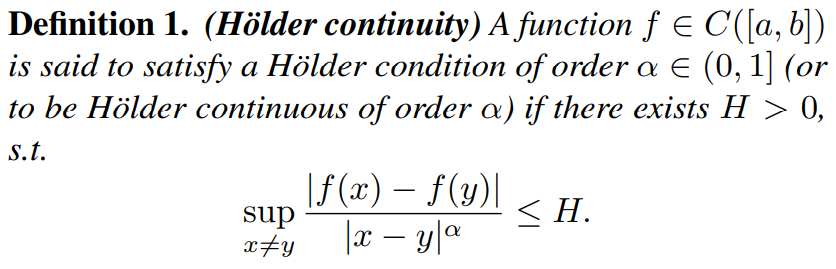 Definition 1. (Hölder continuity) A function f ∈ C([a, b])
is said to satisfy a Hölder condition of order α ∈ (0, 1] (or
to be Hölder continuous of order α) if there exists H > 0,
s.t.
sup_{x≠y} |f(x) − f(y)| / |x − y|^α ≤ H.